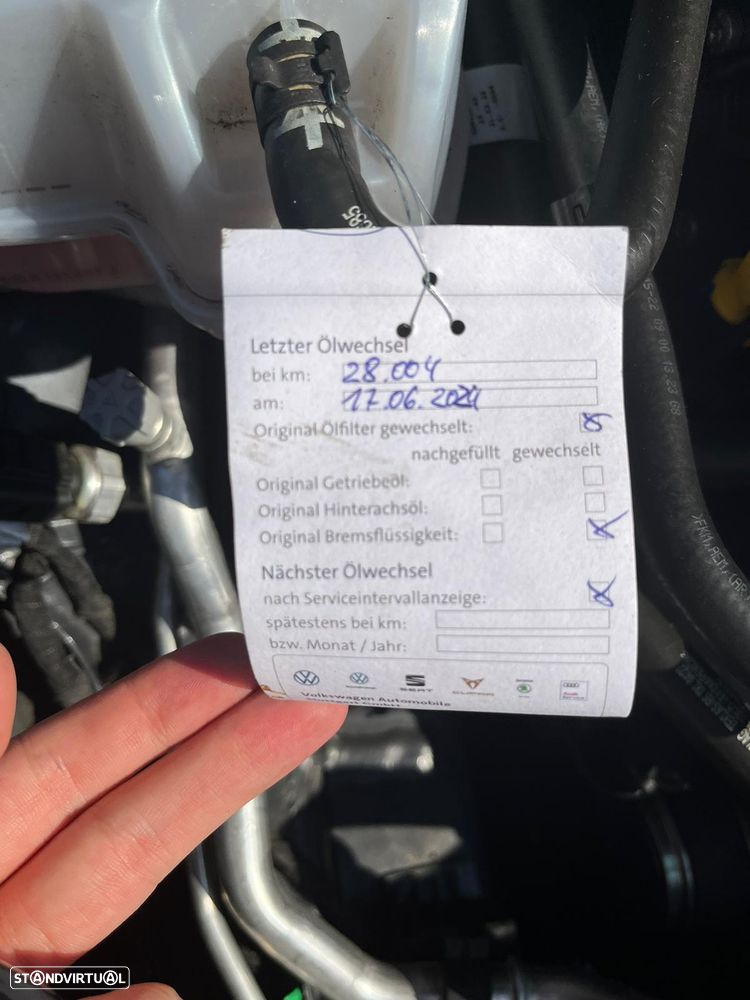 Letzter Ölwechsel
bei km: 28.004
am: 17.06.2024
Original Ölfilter gewechselt:
nachgefüllt gewechselt
Original Getriebeöl:
Original Hinterachsöl:
Original Bremsflüssigkeit:
Nächster Ölwechsel
nach Serviceintervallanzeige:
spätestens bei km:
bzw. Monat / Jahr:
SEAT CUPRA
Volkswagen Automobile
STANDVIRTUAL